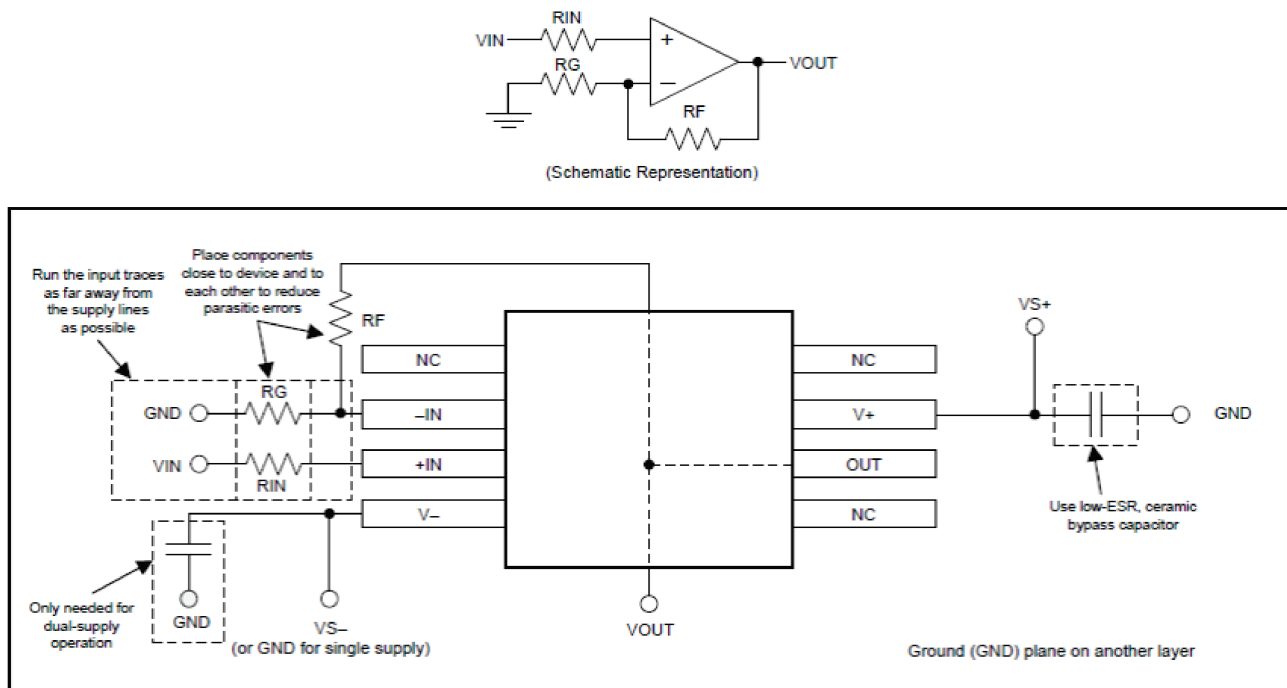 RIN
VIN
+
VOUT
RG
–
RF
(Schematic Representation)
Run the input traces
as far away from
the supply lines
as possible
Place components
close to device and to
each other to reduce
parasitic errors
RF
VS+
NC
NC
RG
GND
–IN
V+
GND
VIN
+IN
OUT
RIN
V–
NC
Use low-ESR, ceramic
bypass capacitor
Only needed for
dual-supply
operation
GND
VS–
(or GND for single supply)
VOUT
Ground (GND) plane on another layer